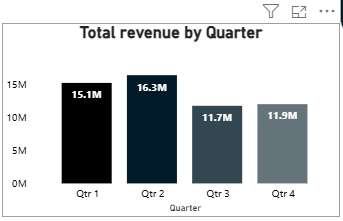 Total revenue by Quarter
15M
10M
5M
0M
15.1M
16.3M
11.7M
11.9M
Qtr 1
Qtr 2
Qtr 3
Qtr 4
Quarter